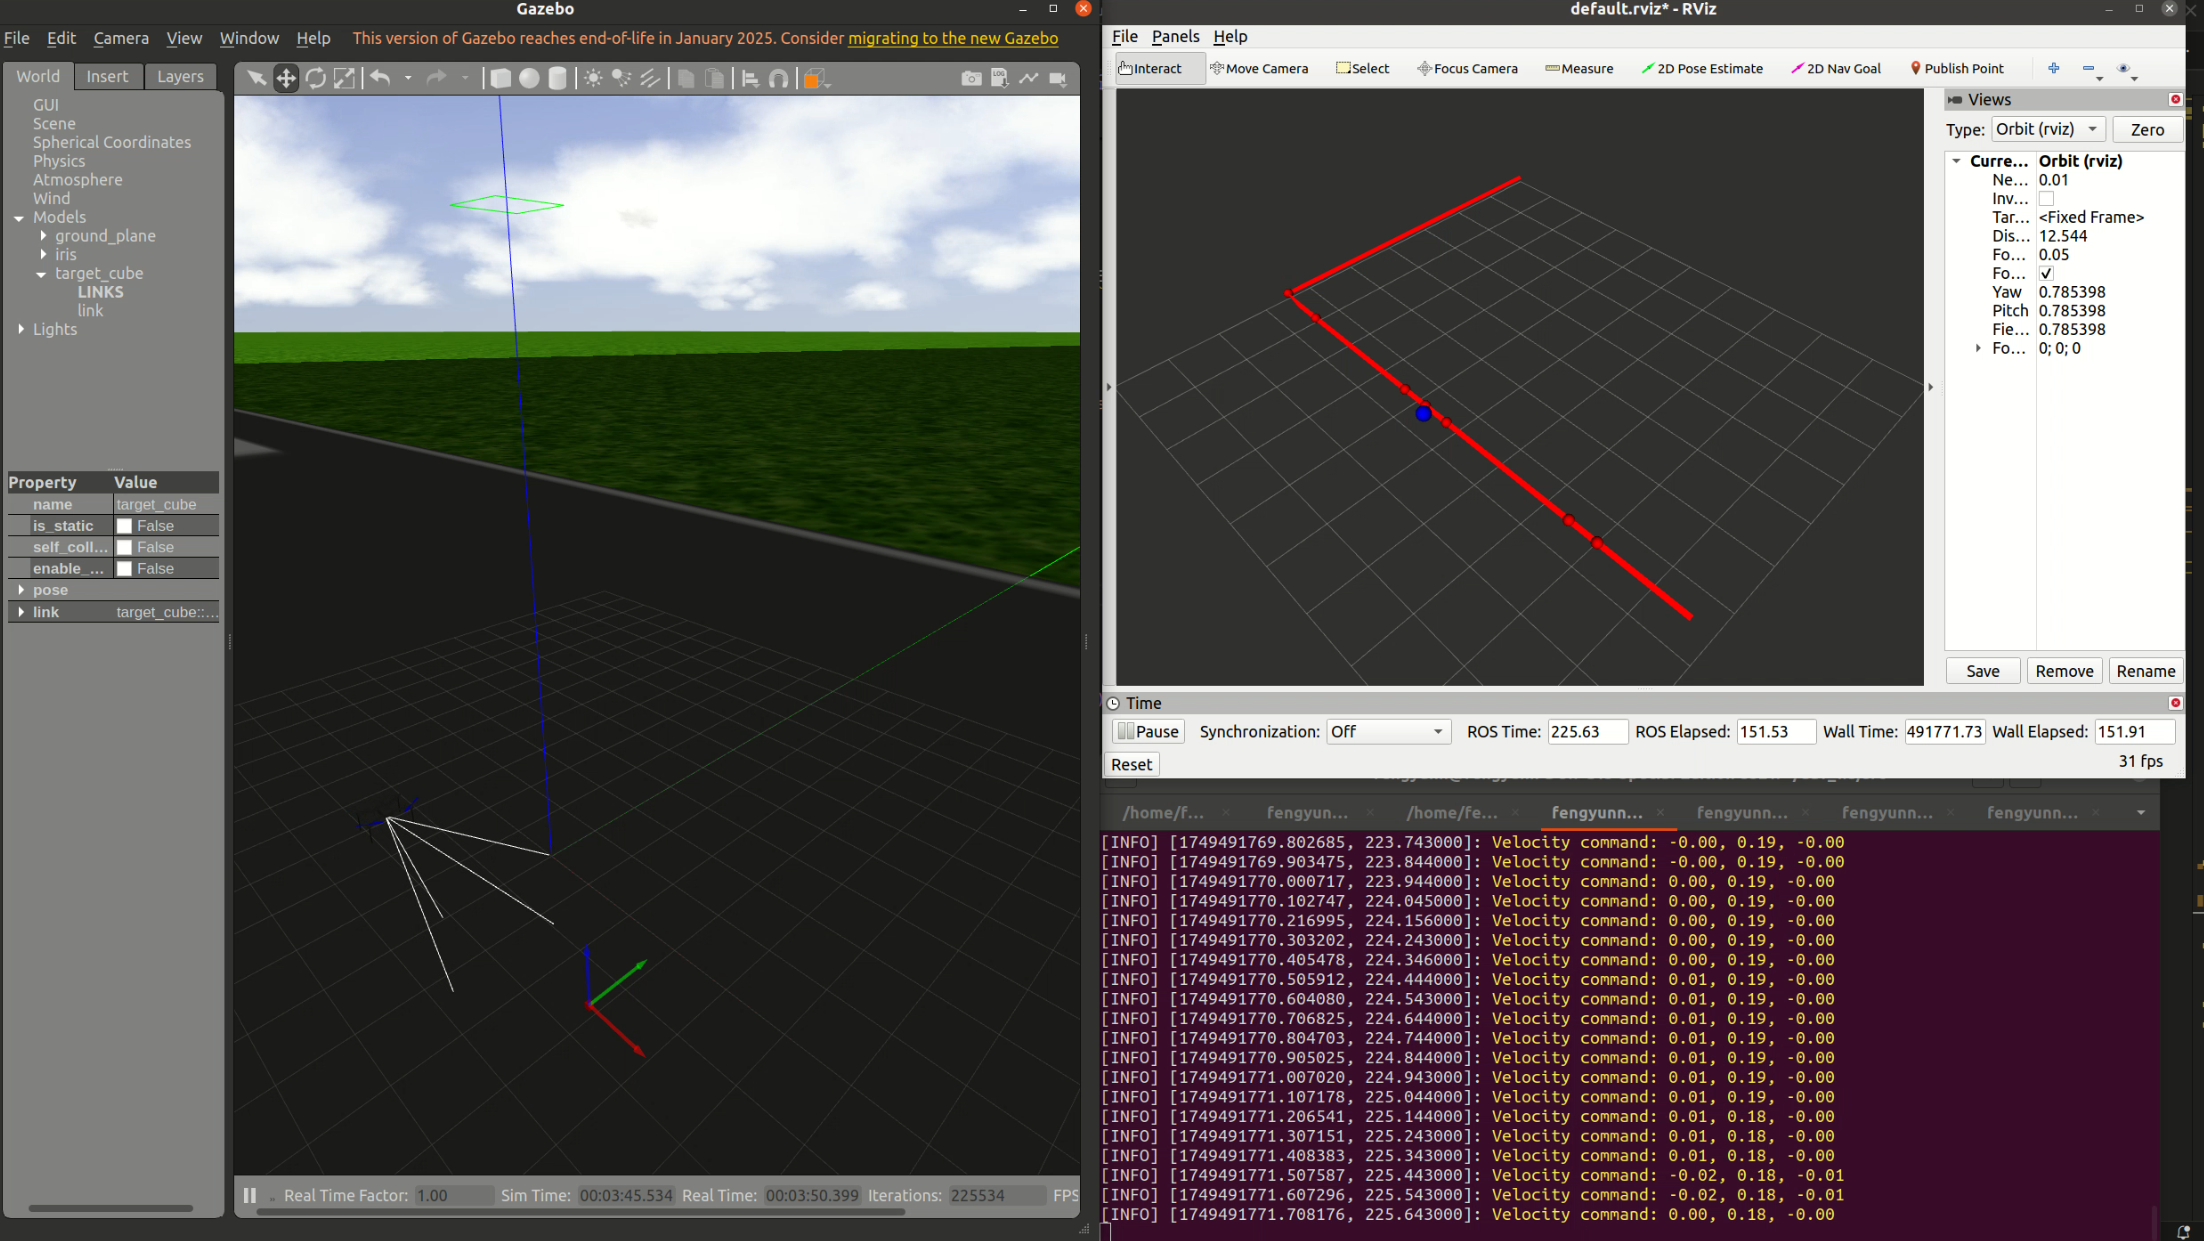 Gazebo
File Edit Camera View Window Help This version of Gazebo reaches end-of-life in January 2025. Consider migrating to the new Gazebo
World Insert Layers
GUI
Scene
Spherical Coordinates
Physics
Atmosphere
Wind
Models
ground_plane
iris
target_cube
LINKS
link
Lights
Property Value
name target_cube
is_static False
self_coll... False
enable_... False
pose
link target_cube::...
Real Time Factor: 1.00 Sim Time: 00:03:45.534 Real Time: 00:03:50.399 Iterations: 225534 FPS
default.rviz* - RViz
File Panels Help
Interact Move Camera Select Focus Camera Measure 2D Pose Estimate 2D Nav Goal Publish Point
Views
Type: Orbit (rviz) Zero
Curre... Orbit (rviz)
Ne... 0.01
Inv...
Tar... <Fixed Frame>
Dis... 12.544
Fo... 0.05
Fo...
Yaw 0.785398
Pitch 0.785398
Fie... 0.785398
Fo... 0; 0; 0
Save Remove Rename
Time
Pause Synchronization: Off ROS Time: 225.63 ROS Elapsed: 151.53 Wall Time: 491771.73 Wall Elapsed: 151.91
Reset 31 fps
/home/f... fengyun... /home/fe... fengyunn... fengyunn... fengyunn... fengyunn...
[INFO] [1749491769.802685, 223.743000]: Velocity command: -0.00, 0.19, -0.00
[INFO] [1749491769.903475, 223.844000]: Velocity command: -0.00, 0.19, -0.00
[INFO] [1749491770.000717, 223.944000]: Velocity command: 0.00, 0.19, -0.00
[INFO] [1749491770.102747, 224.045000]: Velocity command: 0.00, 0.19, -0.00
[INFO] [1749491770.216995, 224.156000]: Velocity command: 0.00, 0.19, -0.00
[INFO] [1749491770.303202, 224.243000]: Velocity command: 0.00, 0.19, -0.00
[INFO] [1749491770.405478, 224.346000]: Velocity command: 0.00, 0.19, -0.00
[INFO] [1749491770.505912, 224.444000]: Velocity command: 0.01, 0.19, -0.00
[INFO] [1749491770.604080, 224.543000]: Velocity command: 0.01, 0.19, -0.00
[INFO] [1749491770.706825, 224.644000]: Velocity command: 0.01, 0.19, -0.00
[INFO] [1749491770.804703, 224.744000]: Velocity command: 0.01, 0.19, -0.00
[INFO] [1749491770.905025, 224.844000]: Velocity command: 0.01, 0.19, -0.00
[INFO] [1749491771.007020, 224.943000]: Velocity command: 0.01, 0.19, -0.00
[INFO] [1749491771.107178, 225.044000]: Velocity command: 0.01, 0.19, -0.00
[INFO] [1749491771.206541, 225.144000]: Velocity command: 0.01, 0.18, -0.00
[INFO] [1749491771.307151, 225.243000]: Velocity command: 0.01, 0.18, -0.00
[INFO] [1749491771.408383, 225.343000]: Velocity command: 0.01, 0.18, -0.00
[INFO] [1749491771.507587, 225.443000]: Velocity command: -0.02, 0.18, -0.01
[INFO] [1749491771.607296, 225.543000]: Velocity command: -0.02, 0.18, -0.01
[INFO] [1749491771.708176, 225.643000]: Velocity command: 0.00, 0.18, -0.00